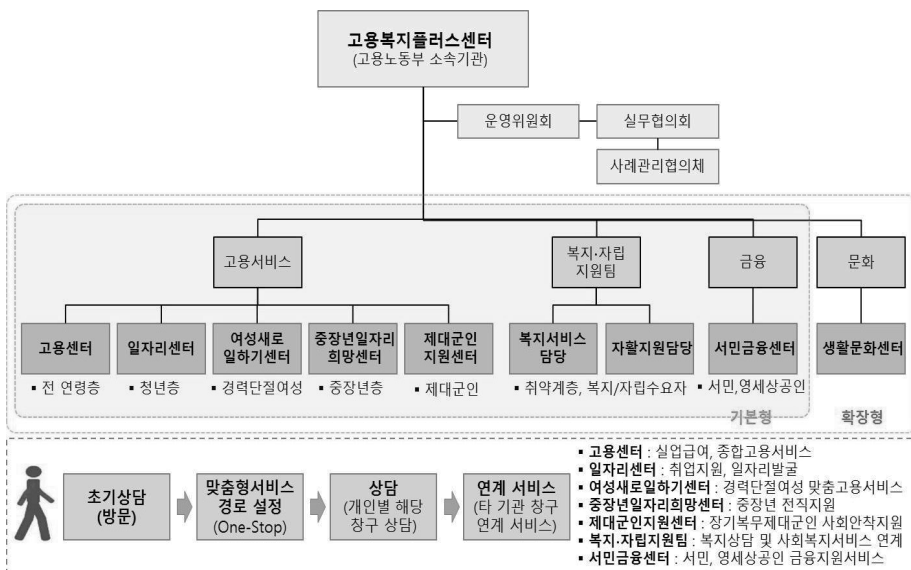 고용복지플러스센터
(고용노동부 소속기관)
운영위원회
실무협의회
사례관리협의체
고용서비스
복지·자립
지원팀
금융
문화
고용센터
일자리센터
여성새로
일하기센터
중장년일자리
희망센터
제대군인
지원센터
복지서비스
담당
자활지원담당
서민금융센터
생활문화센터
▪ 전 연령층
▪ 청년층
▪ 경력단절여성
▪ 중장년층
▪ 제대군인
▪ 취약계층, 복지/자립수요자
▪ 서민,영세상공인
기본형
확장형
초기상담
(방문)
맞춤형서비스
경로 설정
(One-Stop)
상담
(개인별 해당
창구 상담)
연계 서비스
(타 기관 창구
연계 서비스)
▪ 고용센터 : 실업급여, 종합고용서비스
▪ 일자리센터 : 취업지원, 일자리발굴
▪ 여성새로일하기센터 : 경력단절여성 맞춤고용서비스
▪ 중장년일자리희망센터 : 중장년 전직지원
▪ 제대군인지원센터 : 장기복무제대군인 사회안착지원
▪ 복지·자립지원팀 : 복지상담 및 사회복지서비스 연계
▪ 서민금융센터 : 서민, 영세상공인 금융지원서비스